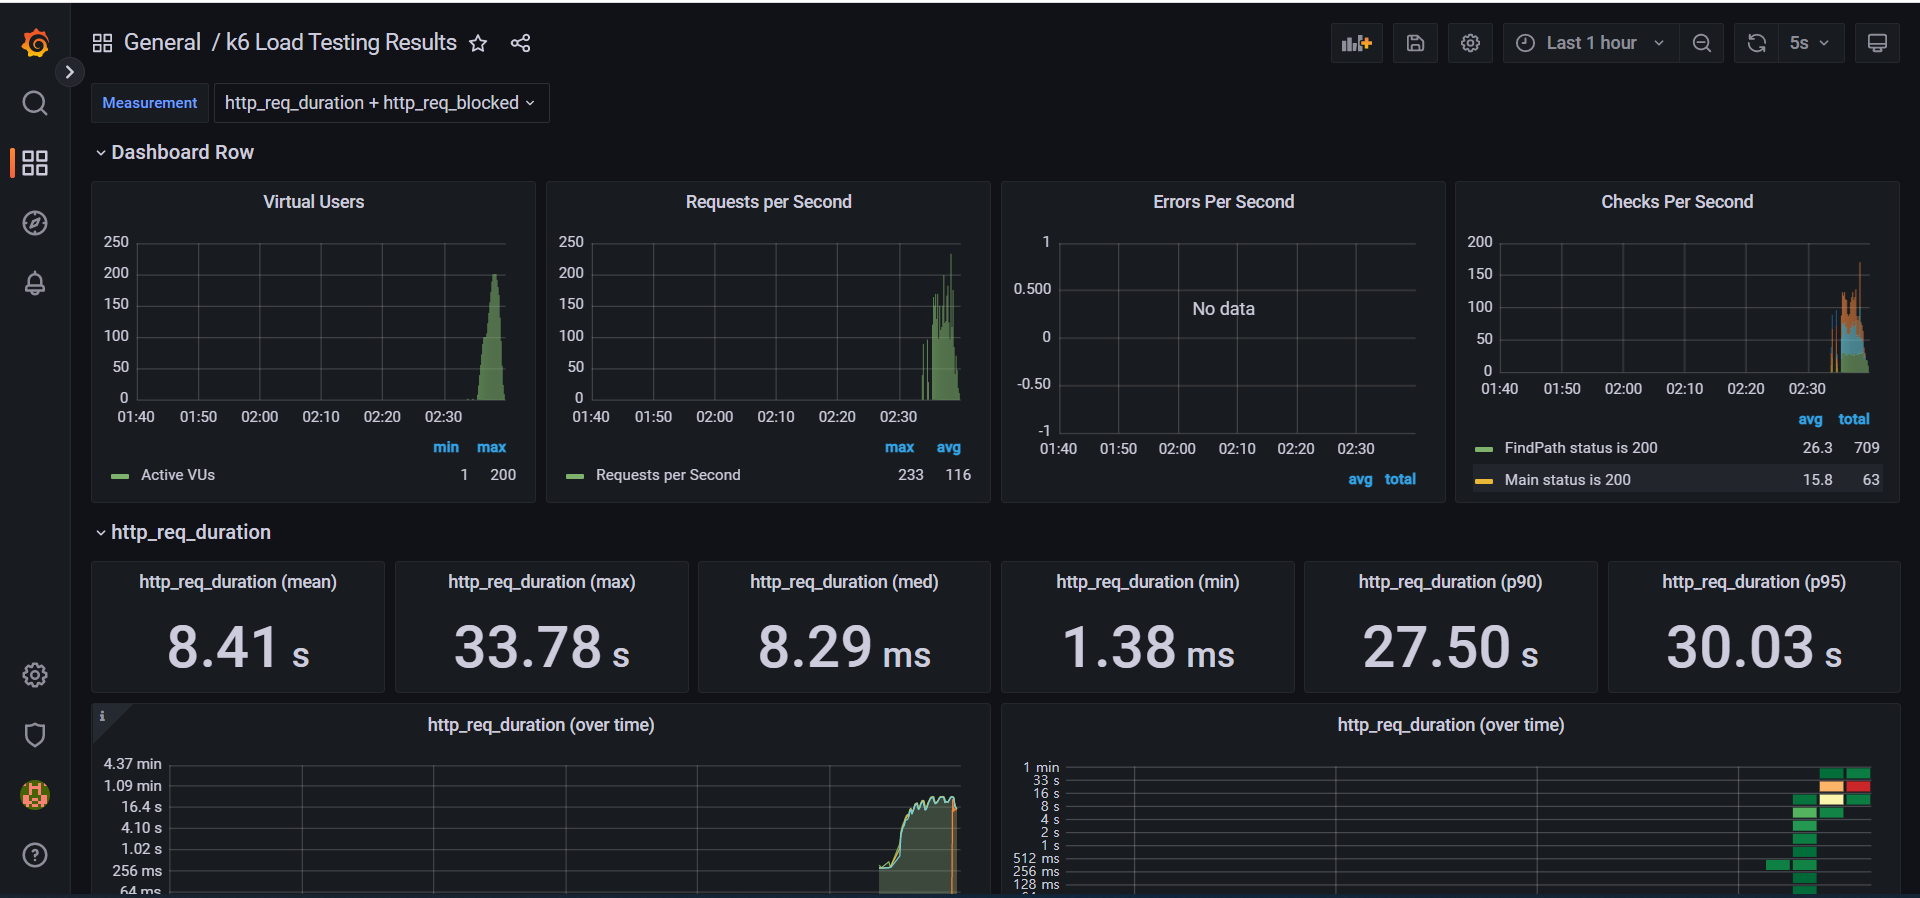 General / k6 Load Testing Results
Last 1 hour
5s
Measurement
http_req_duration + http_req_blocked
Dashboard Row
Virtual Users
250
200
150
100
50
0
01:40 01:50 02:00 02:10 02:20 02:30
min max
Active VUs 1 200
Requests per Second
250
200
150
100
50
0
01:40 01:50 02:00 02:10 02:20 02:30
max avg
Requests per Second 233 116
Errors Per Second
1
0.500
0
-0.50
-1
No data
01:40 01:50 02:00 02:10 02:20 02:30
avg total
Checks Per Second
200
150
100
50
0
01:40 01:50 02:00 02:10 02:20 02:30
avg total
FindPath status is 200 26.3 709
Main status is 200 15.8 63
http_req_duration
http_req_duration (mean)
8.41 s
http_req_duration (max)
33.78 s
http_req_duration (med)
8.29 ms
http_req_duration (min)
1.38 ms
http_req_duration (p90)
27.50 s
http_req_duration (p95)
30.03 s
i
http_req_duration (over time)
4.37 min
1.09 min
16.4 s
4.10 s
1.02 s
256 ms
64 ms
http_req_duration (over time)
1 min
33 s
16 s
8 s
4 s
2 s
1 s
512 ms
256 ms
128 ms